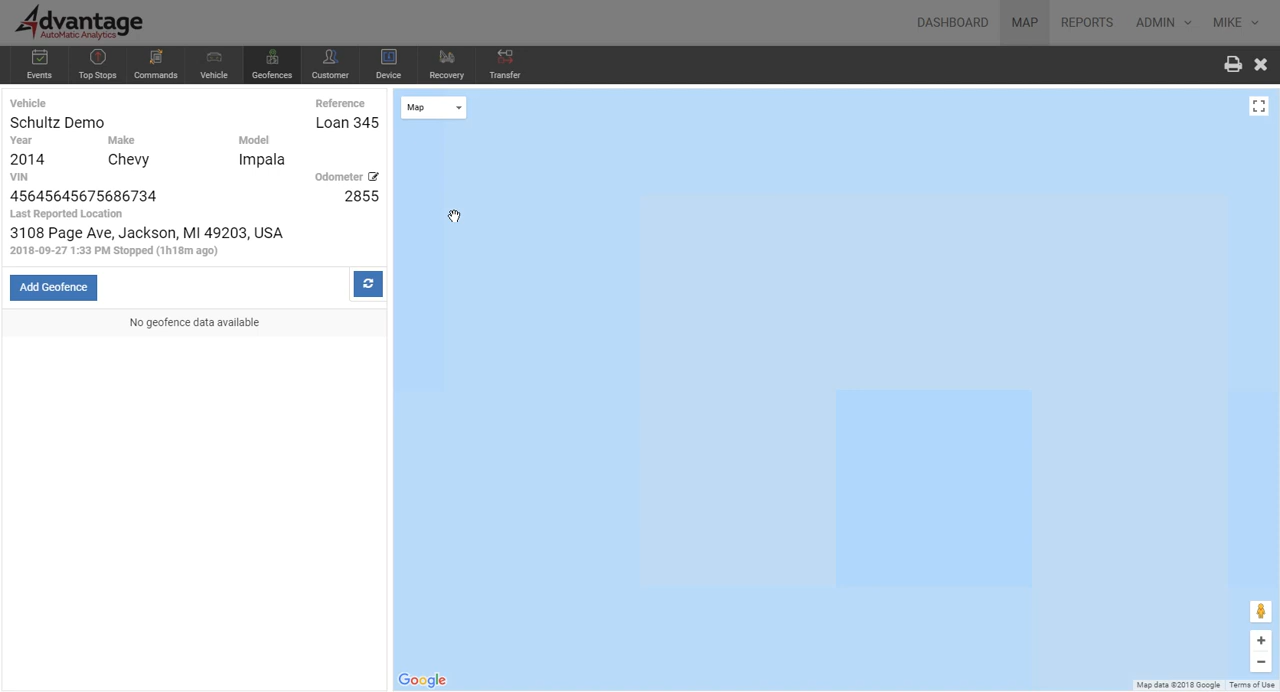 Advantage
AutoMatic Analytics
DASHBOARD MAP REPORTS ADMIN MIKE
Events Top Stops Commands Vehicle Geofences Customer Device Recovery Transfer
Vehicle Reference
Schultz Demo Loan 345
Year Make Model
2014 Chevy Impala
VIN Odometer
45645645675686734 2855
Last Reported Location
3108 Page Ave, Jackson, MI 49203, USA
2018-09-27 1:33 PM Stopped (1h18m ago)
Add Geofence
No geofence data available
Map
Google
Map data ©2018 Google Terms of Use